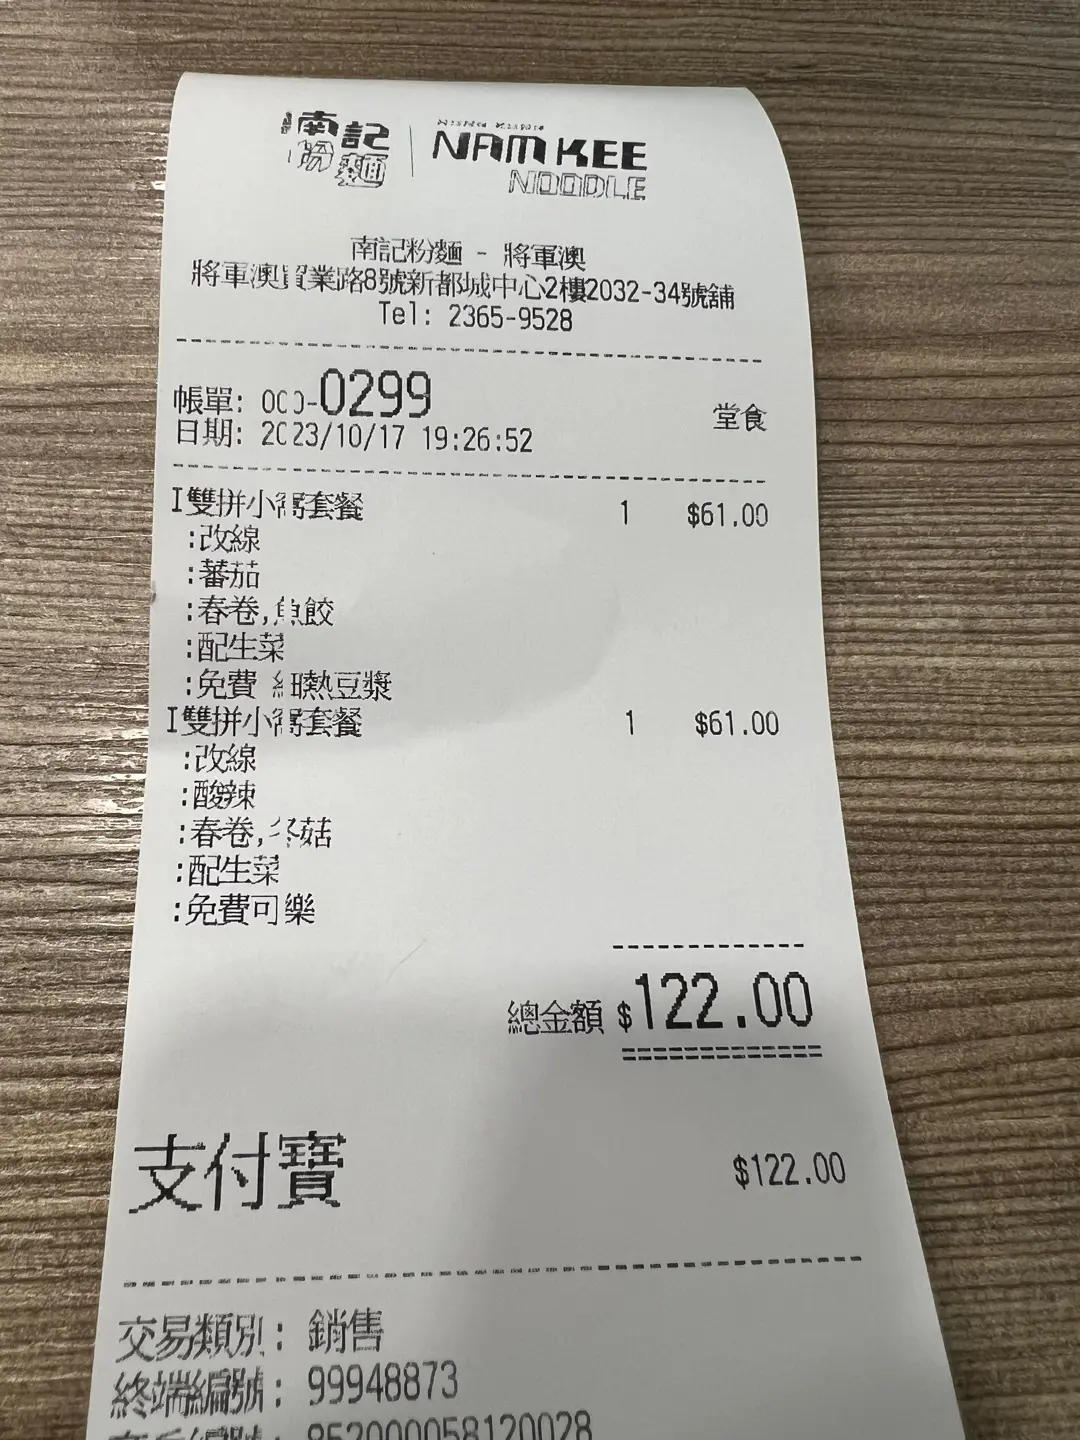 南記 粉麵 | NAM KEE NOODLE
南記粉麵 - 將軍澳
將軍澳貿業路8號新都城中心2樓2032-34號舖
Tel: 2365-9528
帳單: 000-0299 堂食
日期: 2023/10/17 19:26:52
I雙拼小窩套餐 1 $61.00
:改線
:蕃茄
:春卷,魚餃
:配生菜
:免費 細熱豆漿
I雙拼小窩套餐 1 $61.00
:改線
:酸辣
:春卷,冬菇
:配生菜
:免費可樂
總金額 $122.00
支付寶 $122.00
交易類別: 銷售
終端編號: 99948873
852000058120028